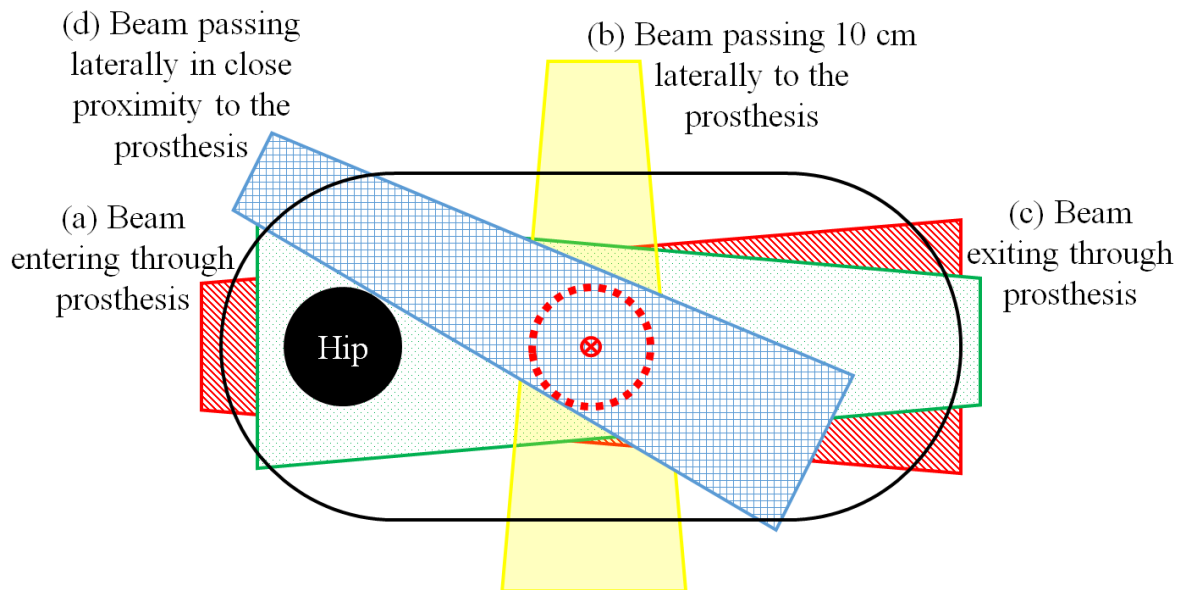 (d) Beam passing
laterally in close
proximity to the
prosthesis
(b) Beam passing 10 cm
laterally to the
prosthesis
(a) Beam
entering through
prosthesis
(c) Beam
exiting through
prosthesis
Hip